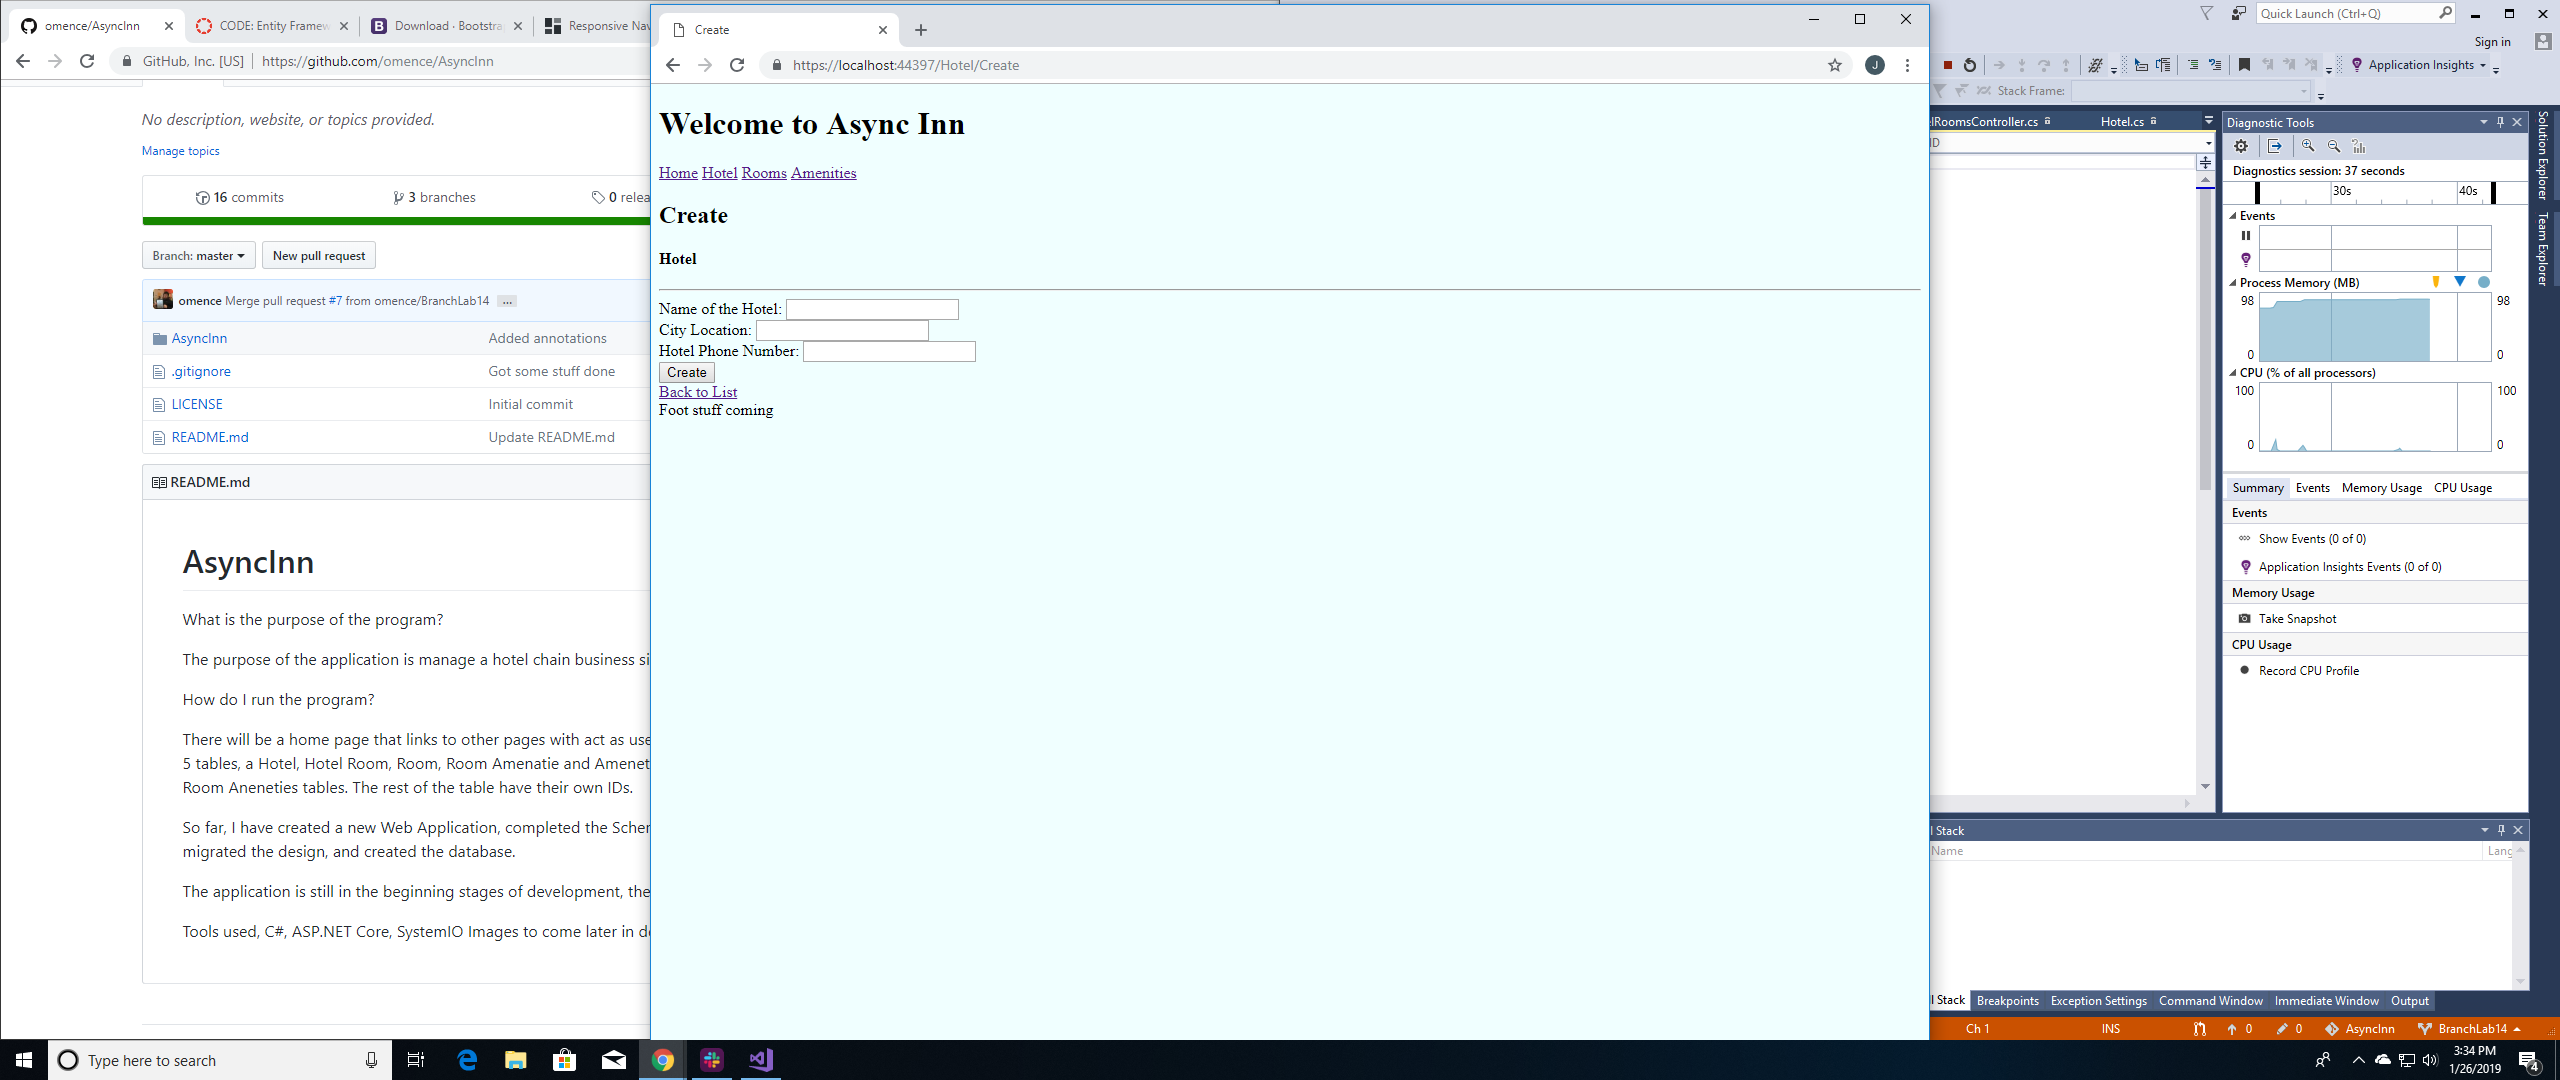 omence/AsyncInn
CODE: Entity Framew
Download · Bootstra
Responsive Nav
GitHub, Inc. [US] | https://github.com/omence/AsyncInn
No description, website, or topics provided.
Manage topics
16 commits
3 branches
0 relea
Branch: master
New pull request
omence Merge pull request #7 from omence/BranchLab14 ...
AsyncInn Added annotations
.gitignore Got some stuff done
LICENSE Initial commit
README.md Update README.md
README.md
AsyncInn
What is the purpose of the program?
The purpose of the application is manage a hotel chain business si
How do I run the program?
There will be a home page that links to other pages with act as use
5 tables, a Hotel, Hotel Room, Room, Room Amenatie and Amenet
Room Aneneties tables. The rest of the table have their own IDs.
So far, I have created a new Web Application, completed the Scher
migrated the design, and created the database.
The application is still in the beginning stages of development, the
Tools used, C#, ASP.NET Core, SystemIO Images to come later in d
Create
https://localhost:44397/Hotel/Create
J
Welcome to Async Inn
Home Hotel Rooms Amenities
Create
Hotel
Name of the Hotel:
City Location:
Hotel Phone Number:
Create
Back to List
Foot stuff coming
Quick Launch (Ctrl+Q)
Sign in
Application Insights
Stack Frame:
lRoomsController.cs
Hotel.cs
ID
Diagnostic Tools
Diagnostics session: 37 seconds
30s 40s
Events
Process Memory (MB)
98 98
0 0
CPU (% of all processors)
100 100
0 0
Summary Events Memory Usage CPU Usage
Events
Show Events (0 of 0)
Application Insights Events (0 of 0)
Memory Usage
Take Snapshot
CPU Usage
Record CPU Profile
Solution Explorer
Team Explorer
l Stack
Name Lang
l Stack Breakpoints Exception Settings Command Window Immediate Window Output
Ch 1 INS 0 0 AsyncInn BranchLab14
Type here to search
3:34 PM
1/26/2019
4